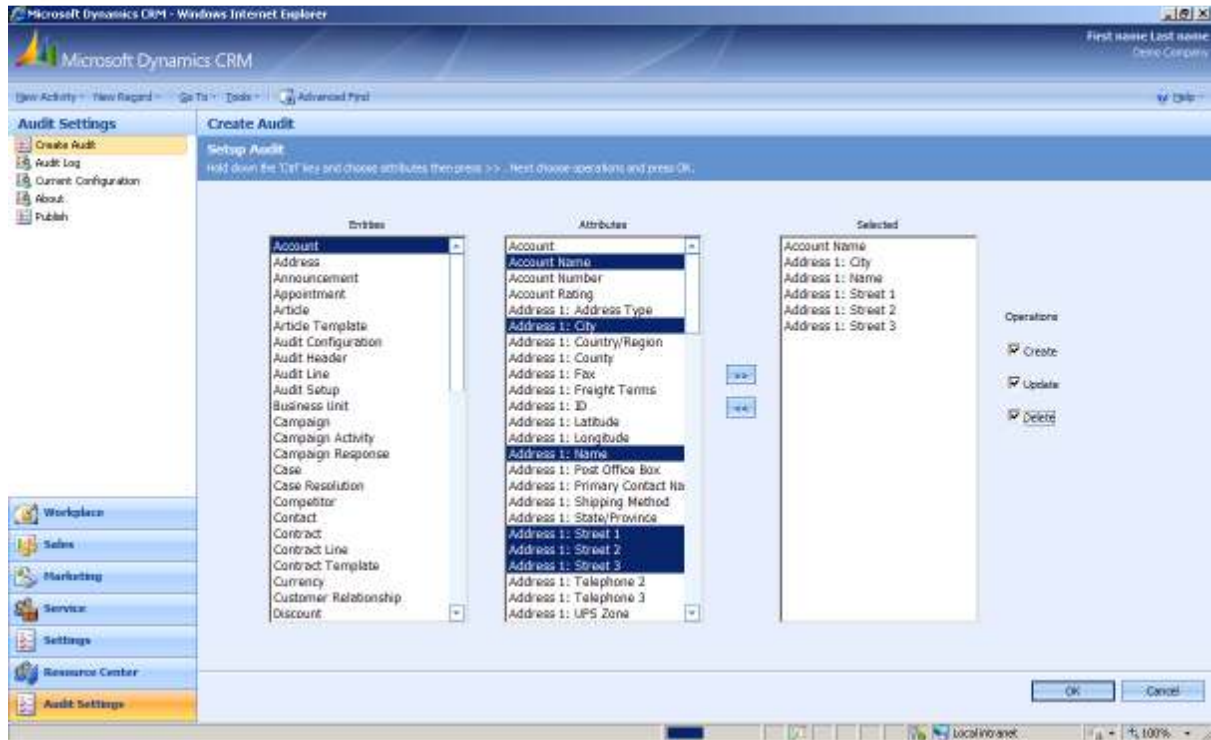 Microsoft Dynamics CRM - Windows Internet Explorer
First name Last name
Demo Company
Microsoft Dynamics CRM
New Activity
New Record
Go To
Tools
Advanced Find
Help
Audit Settings
Create Audit
Audit Log
Current Configuration
About
Publish
Workplace
Sales
Marketing
Service
Settings
Resource Center
Audit Settings
Create Audit
Setup Audit
Hold down the 'Ctrl' key and choose attributes then press >> . Next choose operations and press OK.
Entities
Account
Address
Announcement
Appointment
Article
Article Template
Audit Configuration
Audit Header
Audit Line
Audit Setup
Business Unit
Campaign
Campaign Activity
Campaign Response
Case
Case Resolution
Competitor
Contact
Contract
Contract Line
Contract Template
Currency
Customer Relationship
Discount
Attributes
Account
Account Name
Account Number
Account Rating
Address 1: Address Type
Address 1: City
Address 1: Country/Region
Address 1: County
Address 1: Fax
Address 1: Freight Terms
Address 1: ID
Address 1: Latitude
Address 1: Longitude
Address 1: Name
Address 1: Post Office Box
Address 1: Primary Contact Na
Address 1: Shipping Method
Address 1: State/Province
Address 1: Street 1
Address 1: Street 2
Address 1: Street 3
Address 1: Telephone 2
Address 1: Telephone 3
Address 1: UPS Zone
>>
<<
Selected
Account Name
Address 1: City
Address 1: Name
Address 1: Street 1
Address 1: Street 2
Address 1: Street 3
Operations
Create
Update
Delete
OK
Cancel
Local intranet
100%